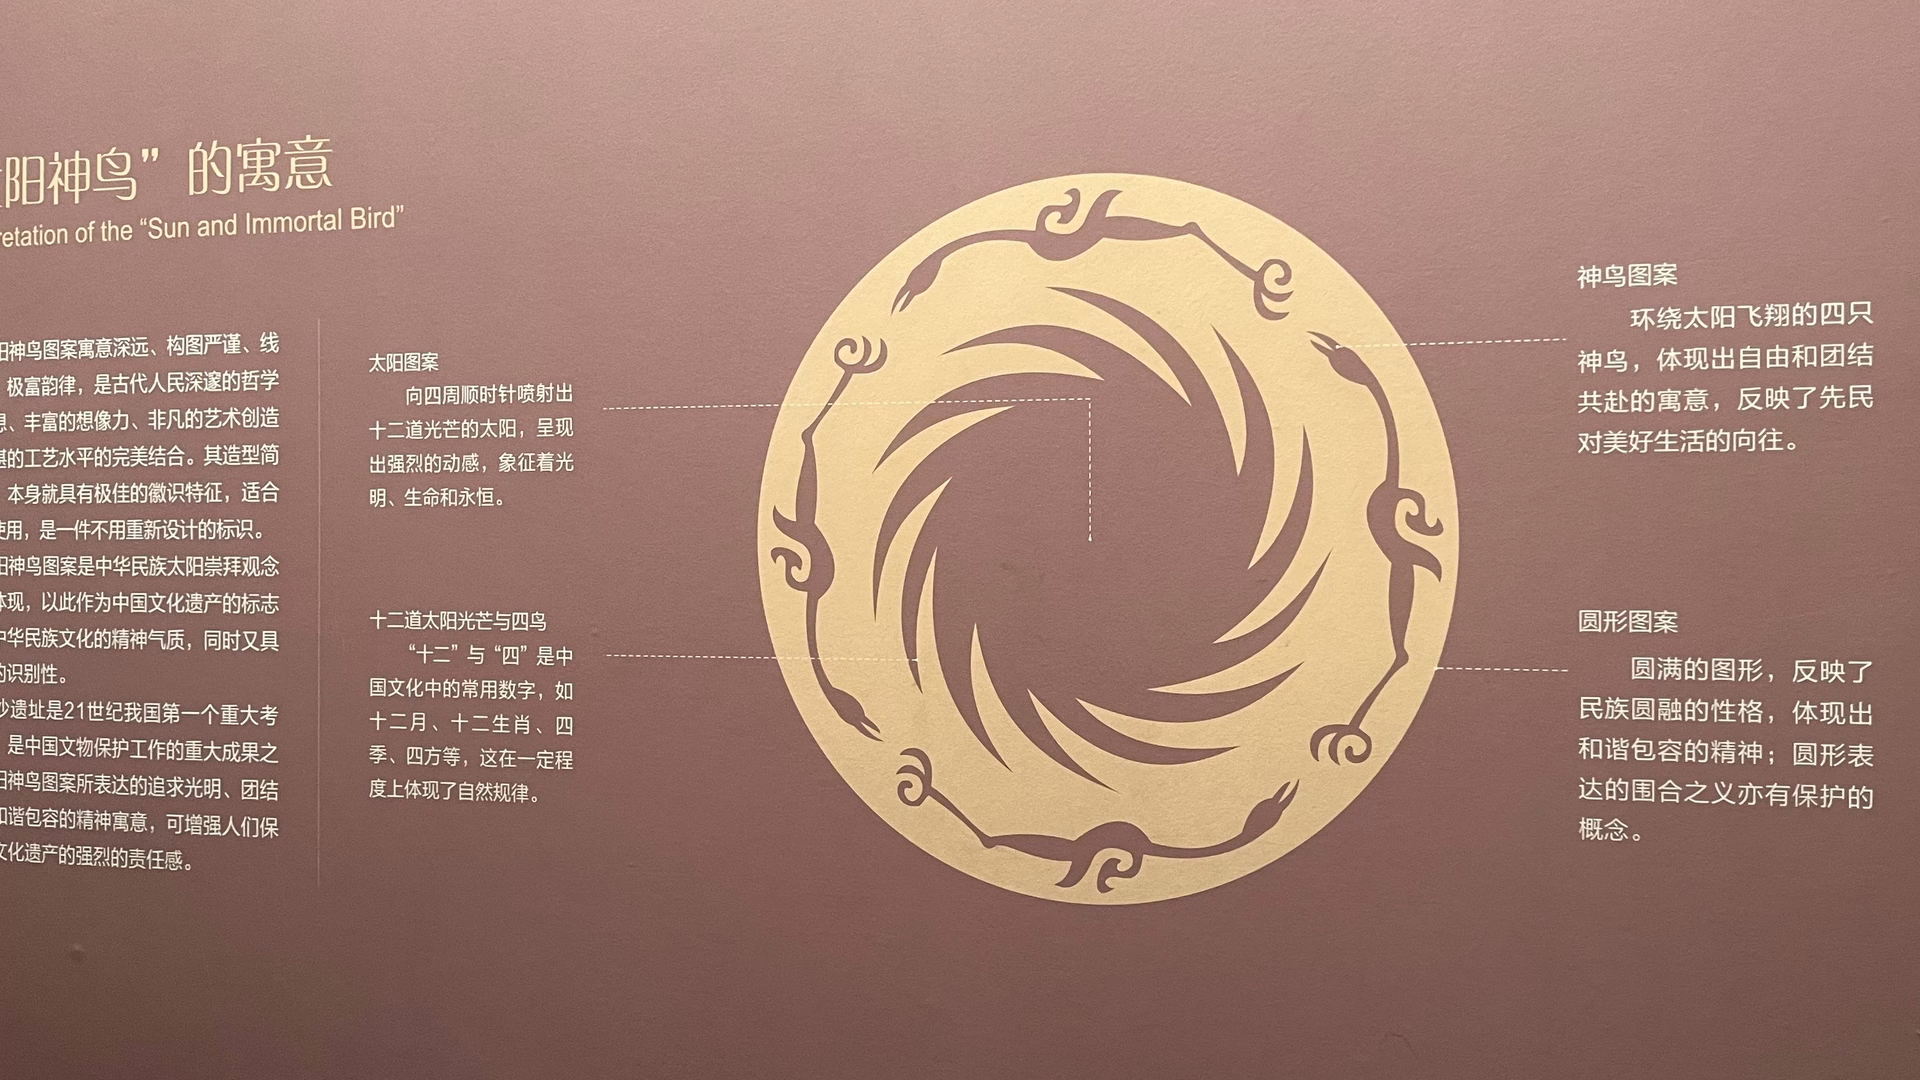 阳神鸟”的寓意
retation of the “Sun and Immortal Bird”
阳神鸟图案寓意深远、构图严谨、线
极富韵律，是古代人民深邃的哲学
、丰富的想像力、非凡的艺术创造
的工艺水平的完美结合。其造型简
本身就具有极佳的徽识特征，适合
使用，是一件不用重新设计的标识。
阳神鸟图案是中华民族太阳崇拜观念
体现，以此作为中国文化遗产的标志
中华民族文化的精神气质，同时又具
的识别性。
沙遗址是21世纪我国第一个重大考
是中国文物保护工作的重大成果之
阳神鸟图案所表达的追求光明、团结
和谐包容的精神寓意，可增强人们保
文化遗产的强烈的责任感。
太阳图案
向四周顺时针喷射出
十二道光芒的太阳，呈现
出强烈的动感，象征着光
明、生命和永恒。
十二道太阳光芒与四鸟
“十二”与“四”是中
国文化中的常用数字，如
十二月、十二生肖、四
季、四方等，这在一定程
度上体现了自然规律。
神鸟图案
环绕太阳飞翔的四只
神鸟，体现出自由和团结
共赴的寓意，反映了先民
对美好生活的向往。
圆形图案
圆满的图形，反映了
民族圆融的性格，体现出
和谐包容的精神；圆形表
达的围合之义亦有保护的
概念。